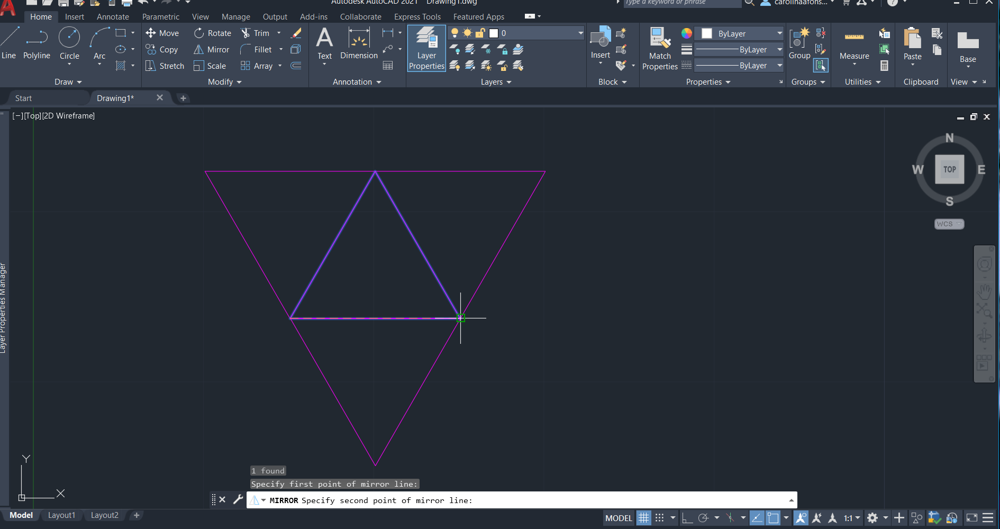 Autodesk AutoCAD 2021 Drawing1.dwg
Type a keyword or phrase
carolinaafons...
Home Insert Annotate Parametric View Manage Output Add-ins Collaborate Express Tools Featured Apps
Line Polyline Circle Arc
Move Rotate Trim
Copy Mirror Fillet
Stretch Scale Array
Text Dimension
Layer Properties
0
Insert
Match Properties
ByLayer
ByLayer
ByLayer
Group
Measure
Paste
Base
Draw Modify Annotation Layers Block Properties Groups Utilities Clipboard View
Start Drawing1*
[−][Top][2D Wireframe]
N
W TOP E
S
WCS
Layer Properties Manager
Y
X
1 found
Specify first point of mirror line:
MIRROR Specify second point of mirror line:
Model Layout1 Layout2
MODEL 1:1